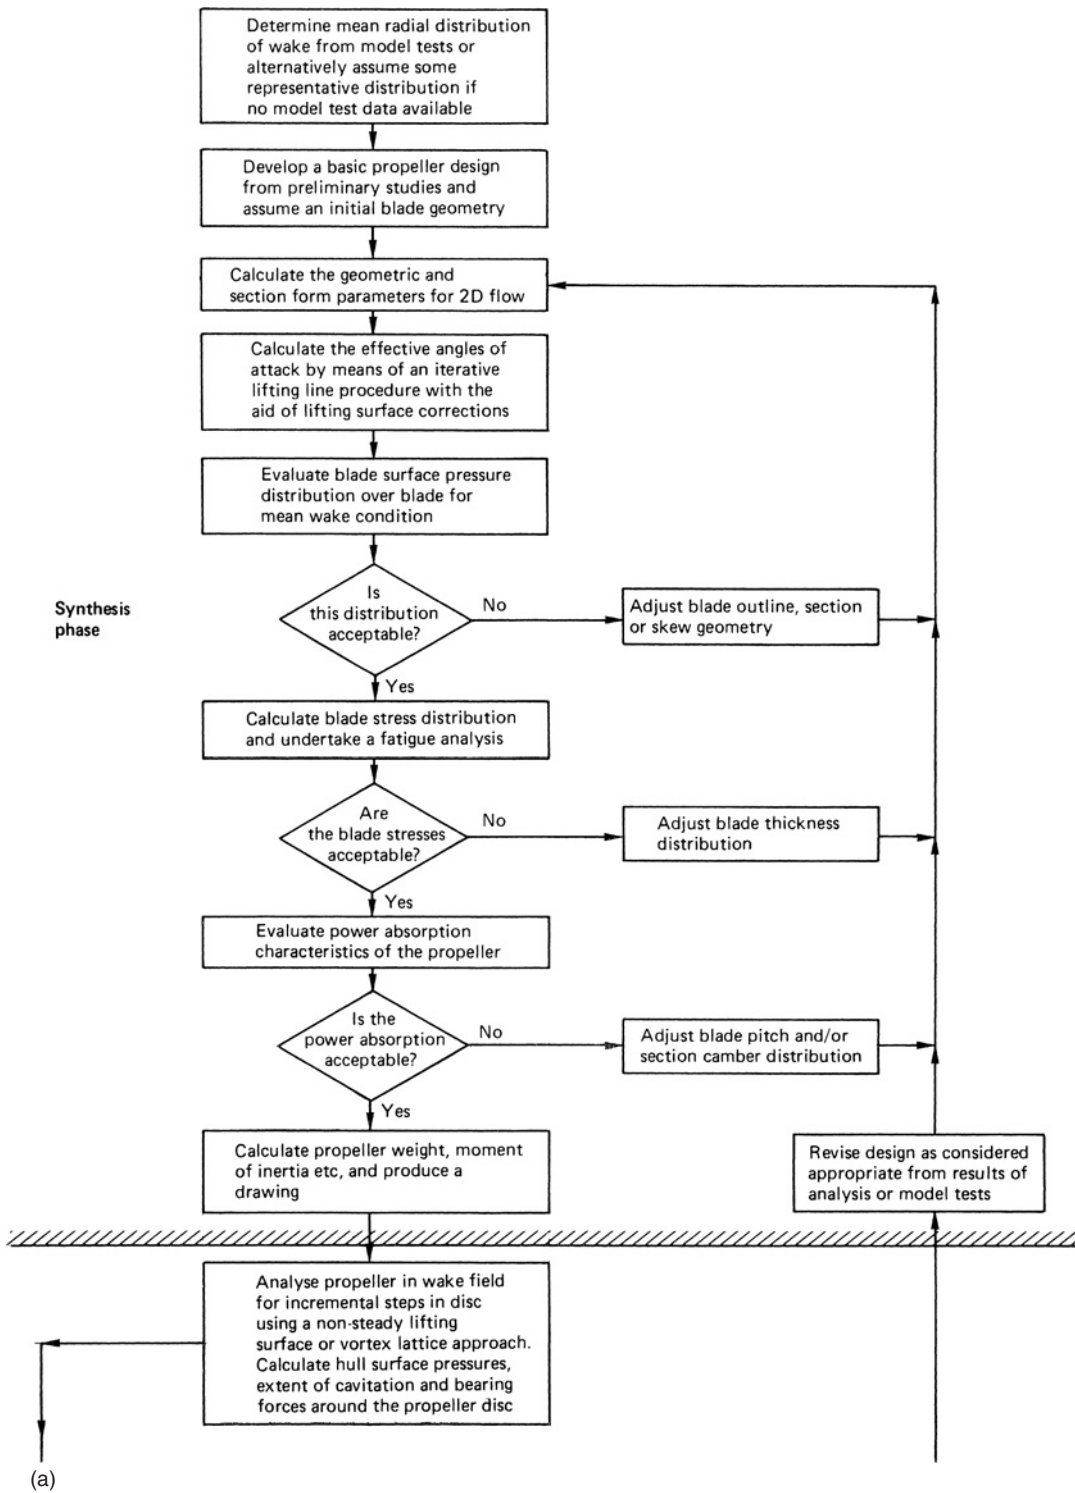 Determine mean radial distribution
of wake from model tests or
alternatively assume some
representative distribution if
no model test data available
Develop a basic propeller design
from preliminary studies and
assume an initial blade geometry
Calculate the geometric and
section form parameters for 2D flow
Calculate the effective angles of
attack by means of an iterative
lifting line procedure with the
aid of lifting surface corrections
Evaluate blade surface pressure
distribution over blade for
mean wake condition
Synthesis
phase
Is
this distribution
acceptable?
No
Adjust blade outline, section
or skew geometry
Yes
Calculate blade stress distribution
and undertake a fatigue analysis
Are
the blade stresses
acceptable?
No
Adjust blade thickness
distribution
Yes
Evaluate power absorption
characteristics of the propeller
Is the
power absorption
acceptable?
No
Adjust blade pitch and/or
section camber distribution
Yes
Calculate propeller weight, moment
of inertia etc, and produce a
drawing
Revise design as considered
appropriate from results of
analysis or model tests
Analyse propeller in wake field
for incremental steps in disc
using a non-steady lifting
surface or vortex lattice approach.
Calculate hull surface pressures,
extent of cavitation and bearing
forces around the propeller disc
(a)